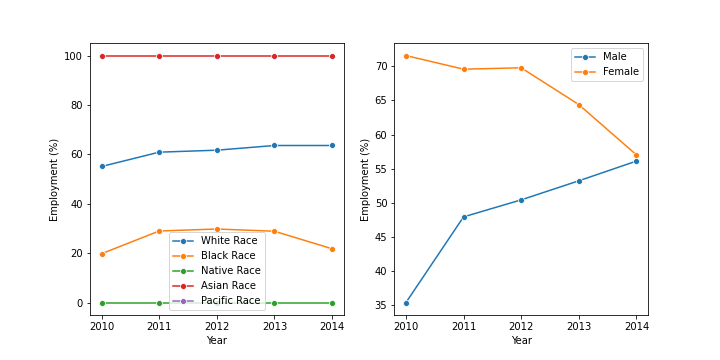 100
80
60
40
20
0
Employment (%)
White Race
Black Race
Native Race
Asian Race
Pacific Race
2010 2011 2012 2013 2014
Year
70
65
60
55
50
45
40
35
Employment (%)
Male
Female
2010 2011 2012 2013 2014
Year